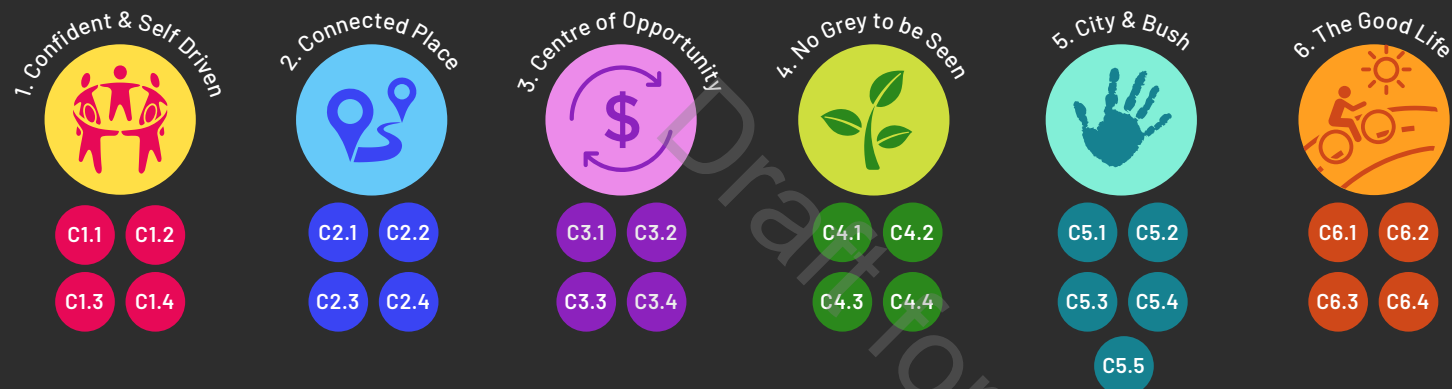 1. Confident & Self Driven
2. Connected Place
3. Centre of Opportunity
4. No Grey to be Seen
5. City & Bush
6. The Good Life
$
C1.1 C1.2 C2.1 C2.2 C3.1 C3.2 C4.1 C4.2 C5.1 C5.2 C6.1 C6.2
C1.3 C1.4 C2.3 C2.4 C3.3 C3.4 C4.3 C4.4 C5.3 C5.4 C6.3 C6.4
C5.5
Draft for